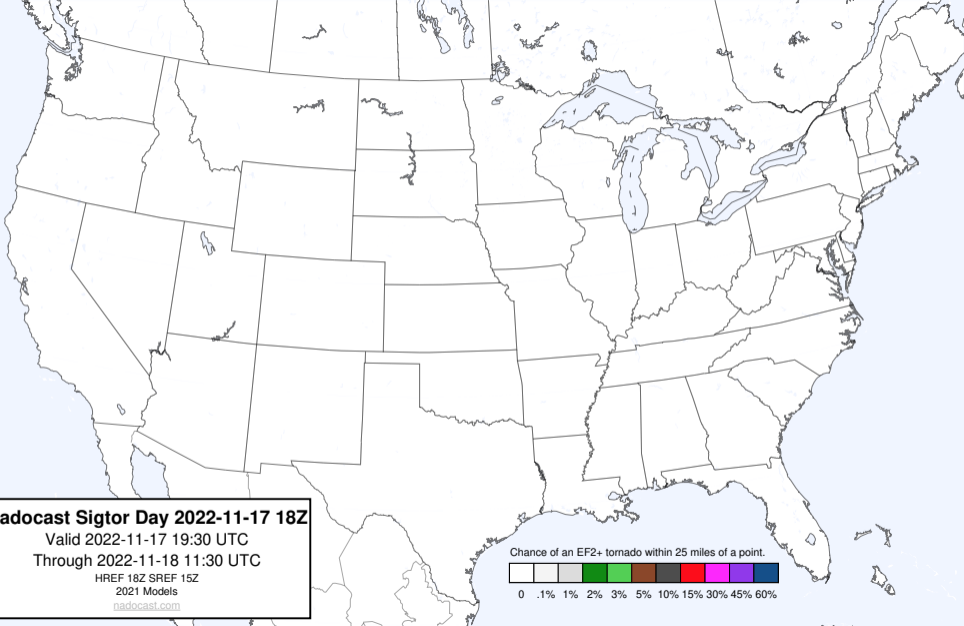 adocast Sigtor Day 2022-11-17 18Z
Valid 2022-11-17 19:30 UTC
Through 2022-11-18 11:30 UTC
HREF 18Z SREF 15Z
2021 Models
nadocast.com
Chance of an EF2+ tornado within 25 miles of a point.
0 .1% 1% 2% 3% 5% 10% 15% 30% 45% 60%